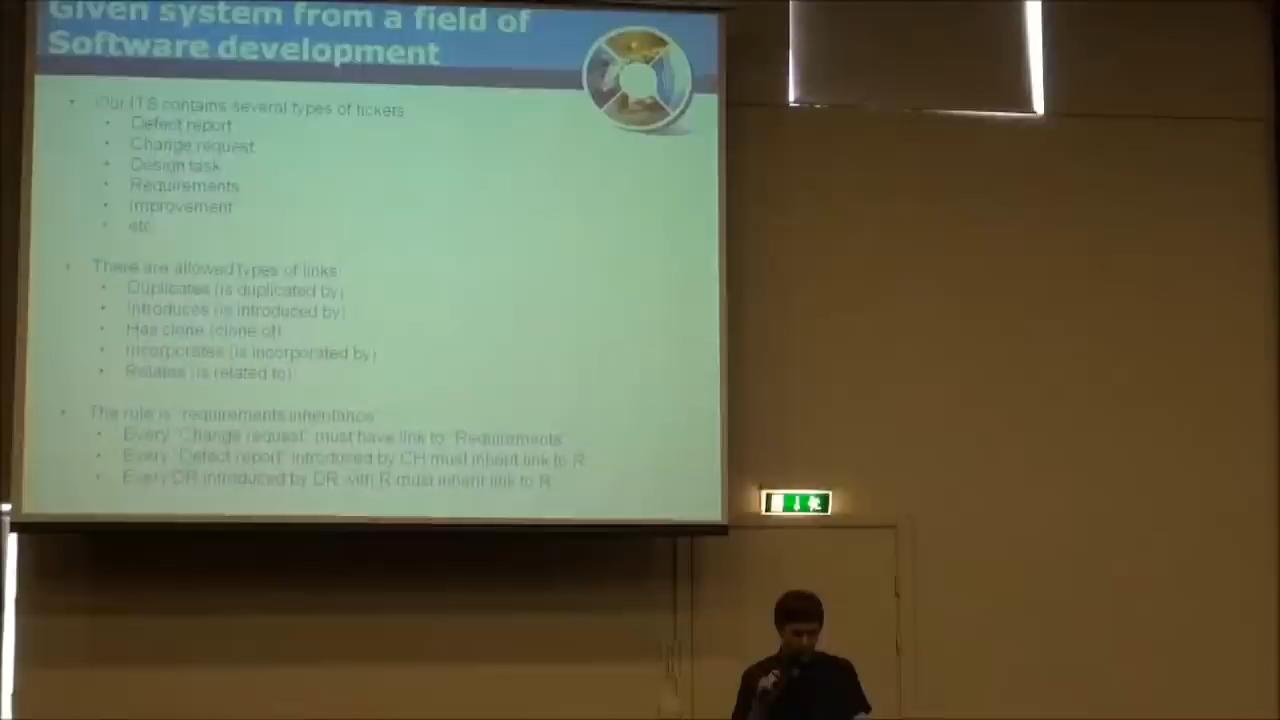 Given system from a field of
Software development
Our ITS contains several types of tickets
Defect report
Change request
Design task
Requirements
Improvement
etc
There are allowed types of links
Duplicates (is duplicated by)
Introduces (is introduced by)
Has clone (clone of)
Incorporates (is incorporated by)
Relates (is related to)
The rule is "requirements inheritance"
Every "Change request" must have link to "Requirements"
Every "Defect report" introduced by CH must inherit link to R
Every DR introduced by DR with R must inherit link to R